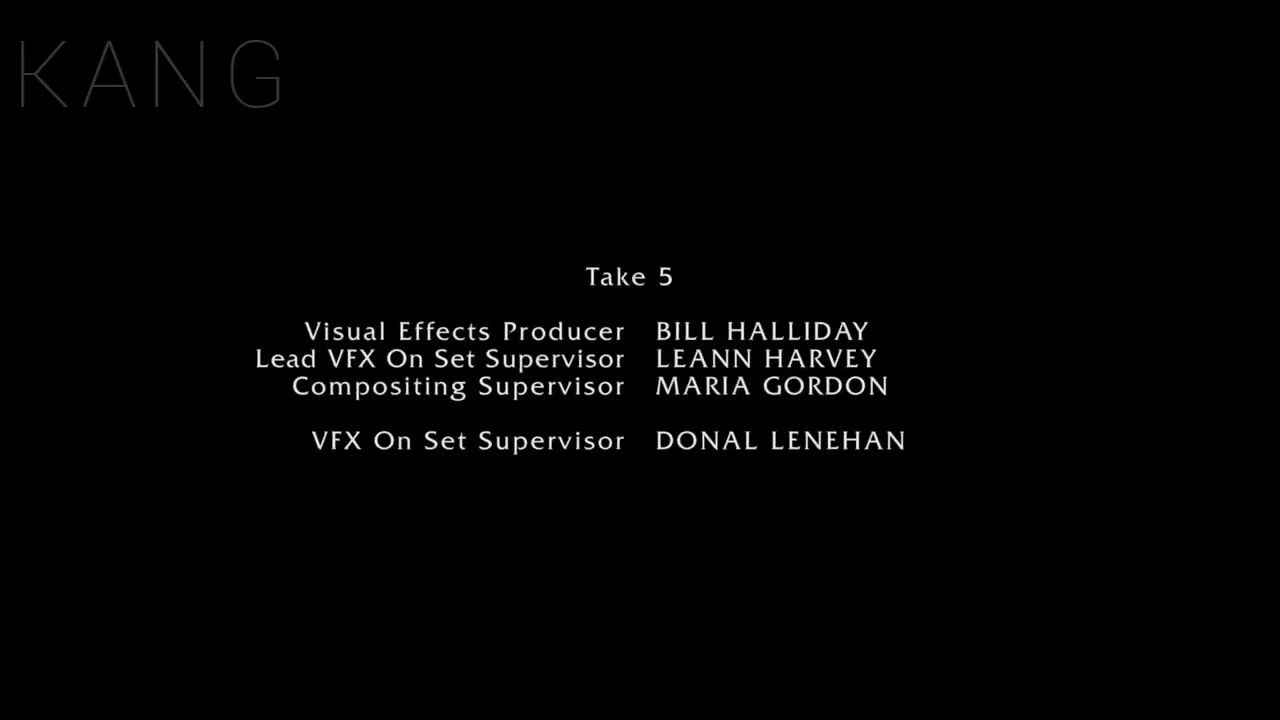 KANG
Take 5
Visual Effects Producer BILL HALLIDAY
Lead VFX On Set Supervisor LEANN HARVEY
Compositing Supervisor MARIA GORDON
VFX On Set Supervisor DONAL LENEHAN